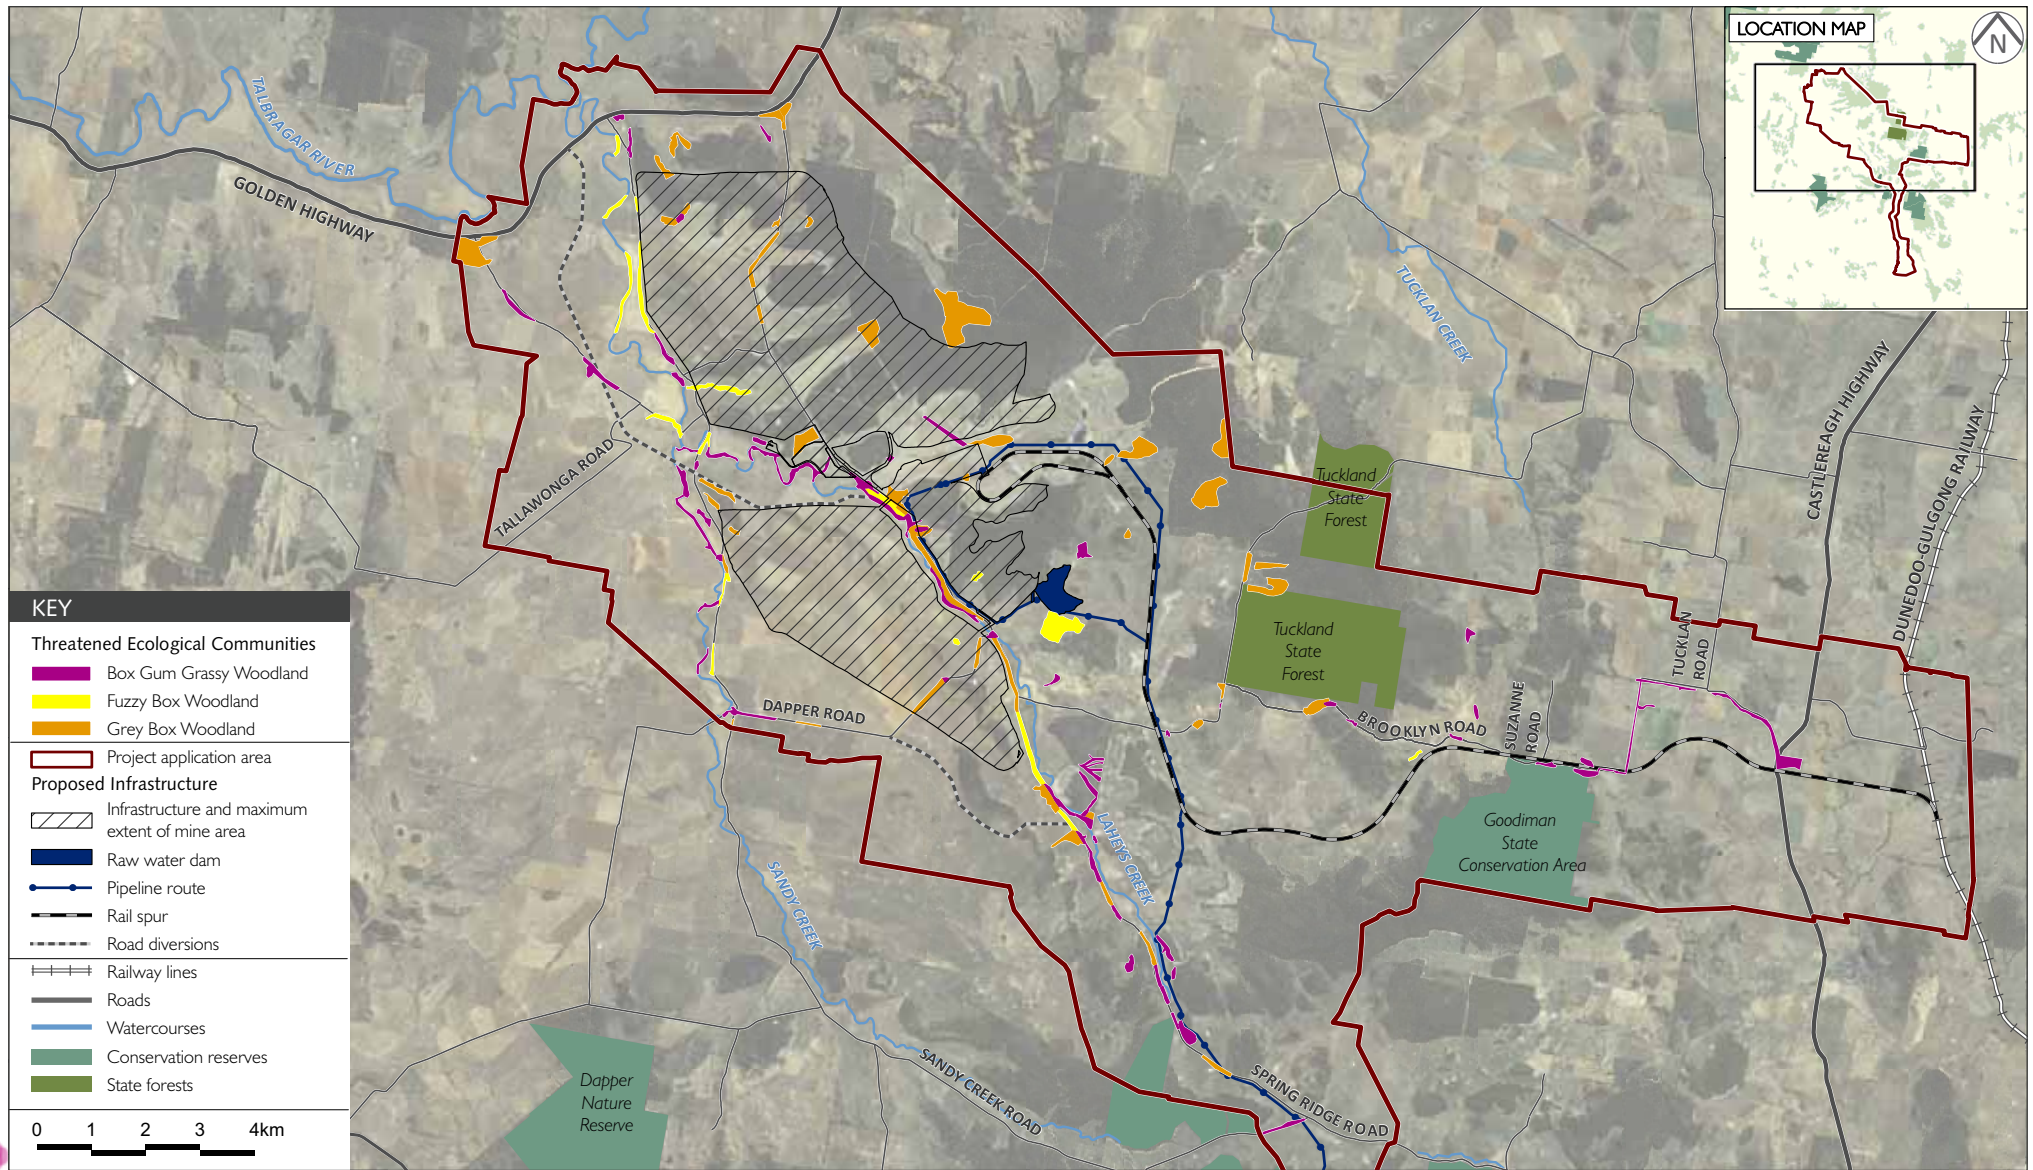 LOCATION MAP
N
TALBRAGAR RIVER
GOLDEN HIGHWAY
TUCKLAN CREEK
CASTLEREAGH HIGHWAY
DUNEDOO-GULGONG RAILWAY
TALLAWONGA ROAD
Tuckland
State
Forest
Tuckland
State
Forest
TUCKLAN
ROAD
SUZANNE
ROAD
BROOKLYN ROAD
DAPPER ROAD
LAHEYS CREEK
SANDY CREEK
Goodiman
State
Conservation Area
SANDY CREEK ROAD
SPRING RIDGE ROAD
Dapper
Nature
Reserve
KEY
Threatened Ecological Communities
Box Gum Grassy Woodland
Fuzzy Box Woodland
Grey Box Woodland
Project application area
Proposed Infrastructure
Infrastructure and maximum
extent of mine area
Raw water dam
Pipeline route
Rail spur
Road diversions
Railway lines
Roads
Watercourses
Conservation reserves
State forests
0 1 2 3 4km